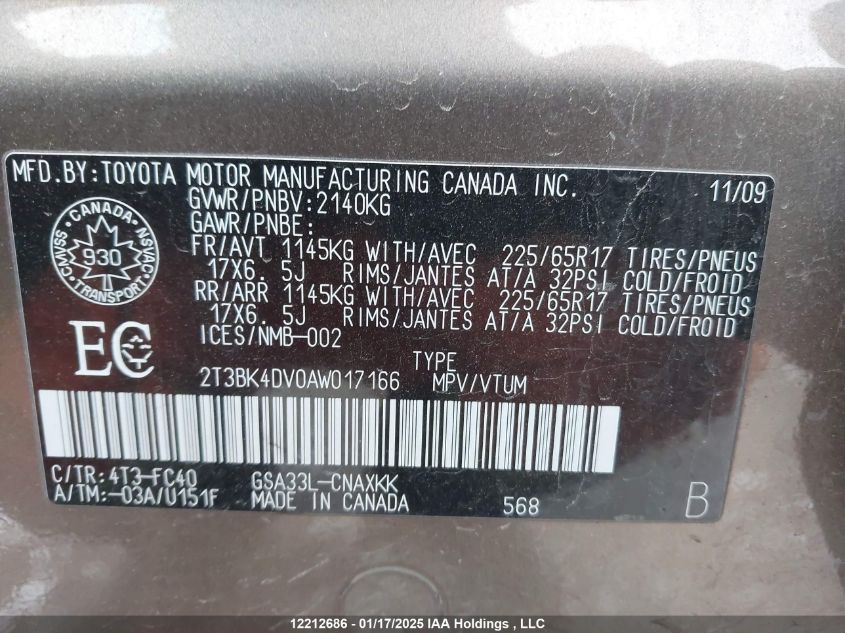 MFD.BY:TOYOTA MOTOR MANUFACTURING CANADA INC. 11/09
GVWR/PNBV:2140KG
GAWR/PNBE:
FR/AVT 1145KG WITH/AVEC 225/65R17 TIRES/PNEUS
17X6.5J RIMS/JANTES AT/A 32PSI COLD/FROID
RR/ARR 1145KG WITH/AVEC 225/65R17 TIRES/PNEUS
17X6.5J RIMS/JANTES AT/A 32PSI COLD/FROID
ICES/NMB-002
CANADA
CMVSS 930 NSVAC
TRANSPORT
EC
TYPE
2T3BK4DV0AW017166 MPV/VTUM
C/TR:4T3-FC40 GSA33L-CNAXKK
A/TM:-03A/U151F MADE IN CANADA 568 B
12212686 - 01/17/2025 IAA Holdings , LLC